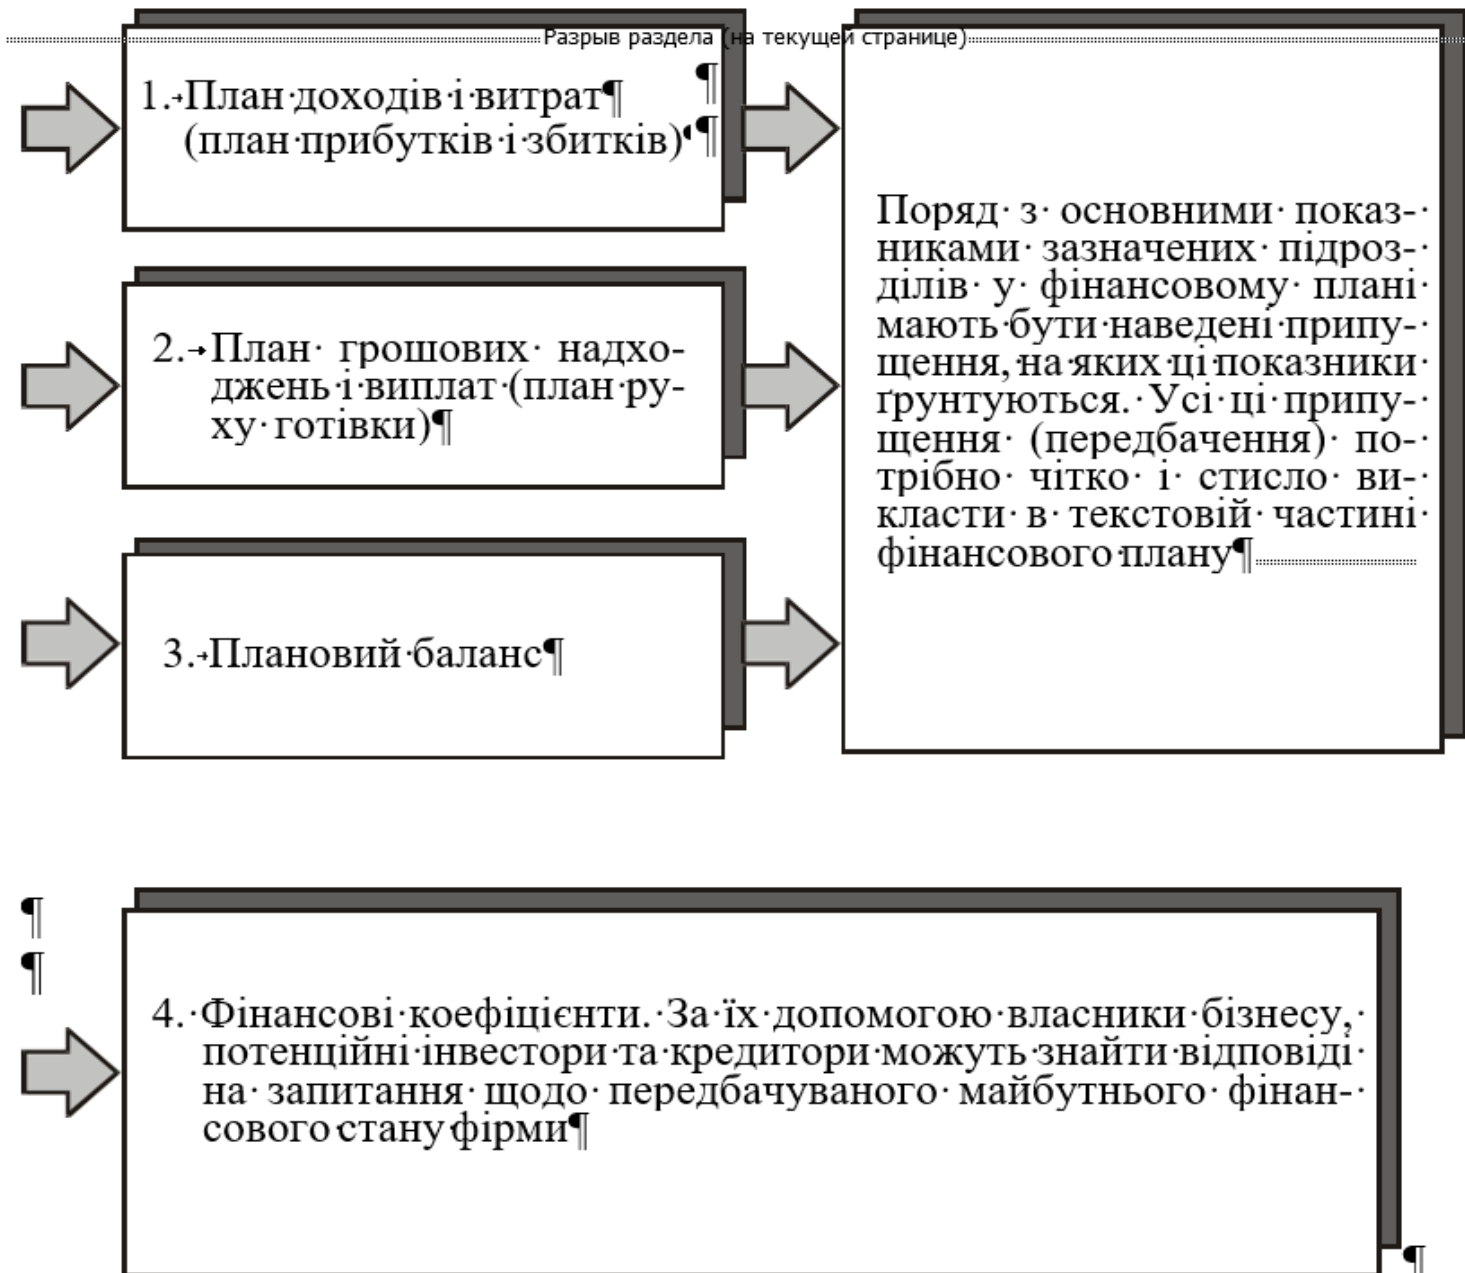 Разрыв раздела (на текущей странице)
1. План доходів і витрат
(план прибутків і збитків)
2. План грошових надхо-
джень і виплат (план ру-
ху готівки)
3. Плановий баланс
Поряд з основними показ-
никами зазначених підроз-
ділів у фінансовому плані
мають бути наведені припу-
щення, на яких ці показники
ґрунтуються. Усі ці припу-
щення (передбачення) по-
трібно чітко і стисло ви-
класти в текстовій частині
фінансового плану
4. Фінансові коефіцієнти. За їх допомогою власники бізнесу,
потенційні інвестори та кредитори можуть знайти відповіді
на запитання щодо передбачуваного майбутнього фінан-
сового стану фірми